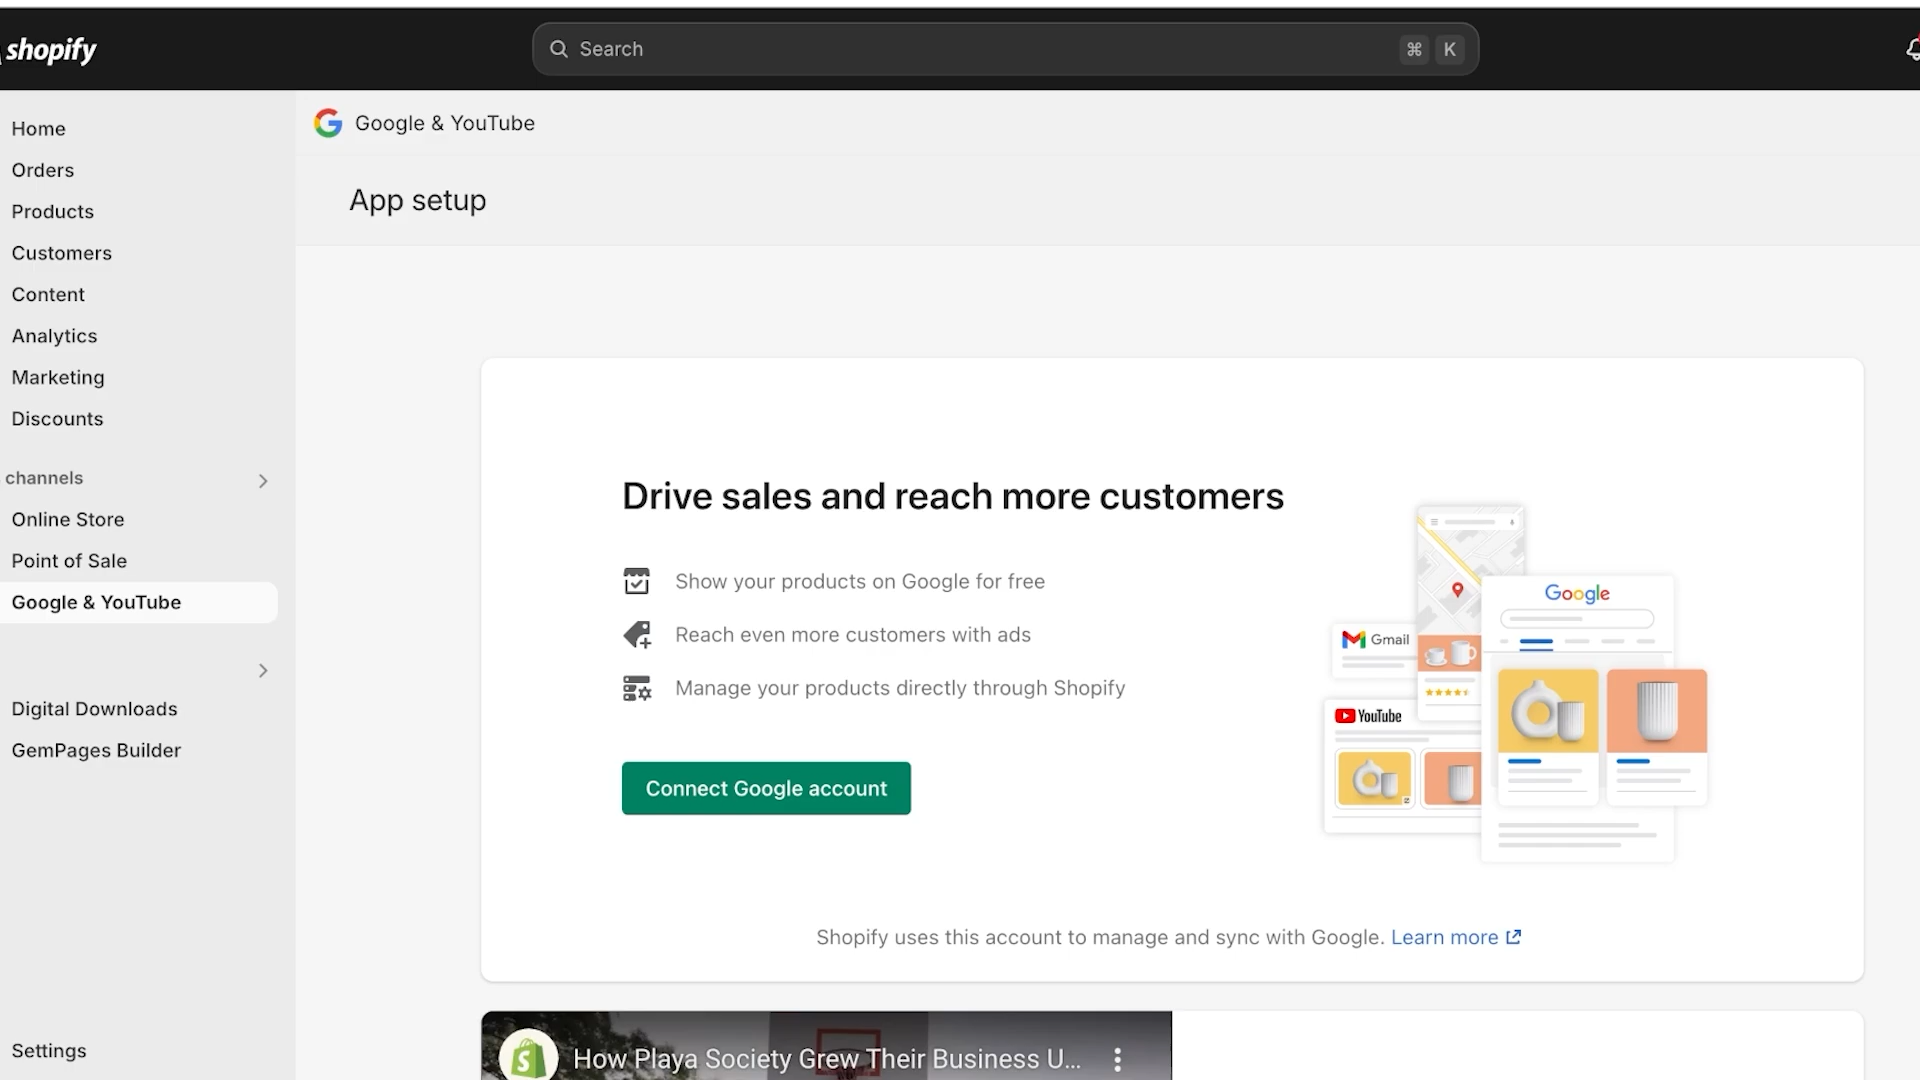 shopify
Search
⌘ K
Home
Orders
Products
Customers
Content
Analytics
Marketing
Discounts
channels
Online Store
Point of Sale
Google & YouTube
Digital Downloads
GemPages Builder
Settings
Google & YouTube
App setup
Drive sales and reach more customers
Show your products on Google for free
Reach even more customers with ads
Manage your products directly through Shopify
Connect Google account
Google
Gmail
YouTube
Shopify uses this account to manage and sync with Google. Learn more
How Playa Society Grew Their Business U...